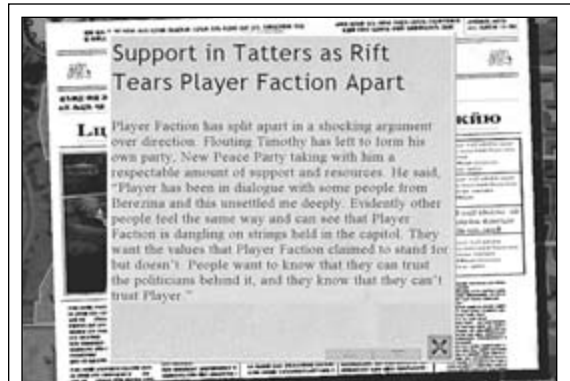 Support in Tatters as Rift
Tears Player Faction Apart
Player Faction has split apart in a shocking argument
over direction. Flouting Timothy has left to form his
own party, New Peace Party taking with him a
respectable amount of support and resources. He said,
"Player has been in dialogue with some people from
Berezina and this unsettled me deeply. Evidently other
people feel the same way and can see that Player
Faction is dangling on strings held in the capitol. They
want the values that Player Faction claimed to stand for
but doesn't. People want to know that they can trust
the politicians behind it, and they know that they can't
trust Player."